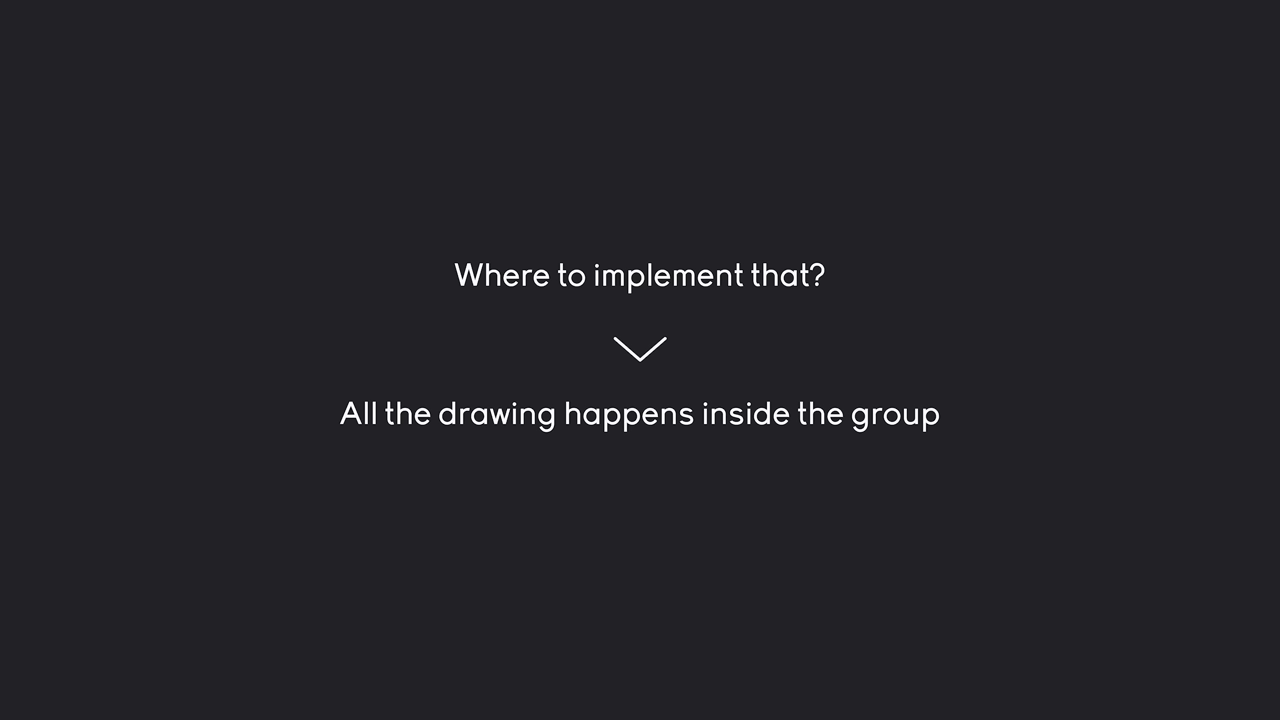 Where to implement that?
All the drawing happens inside the group